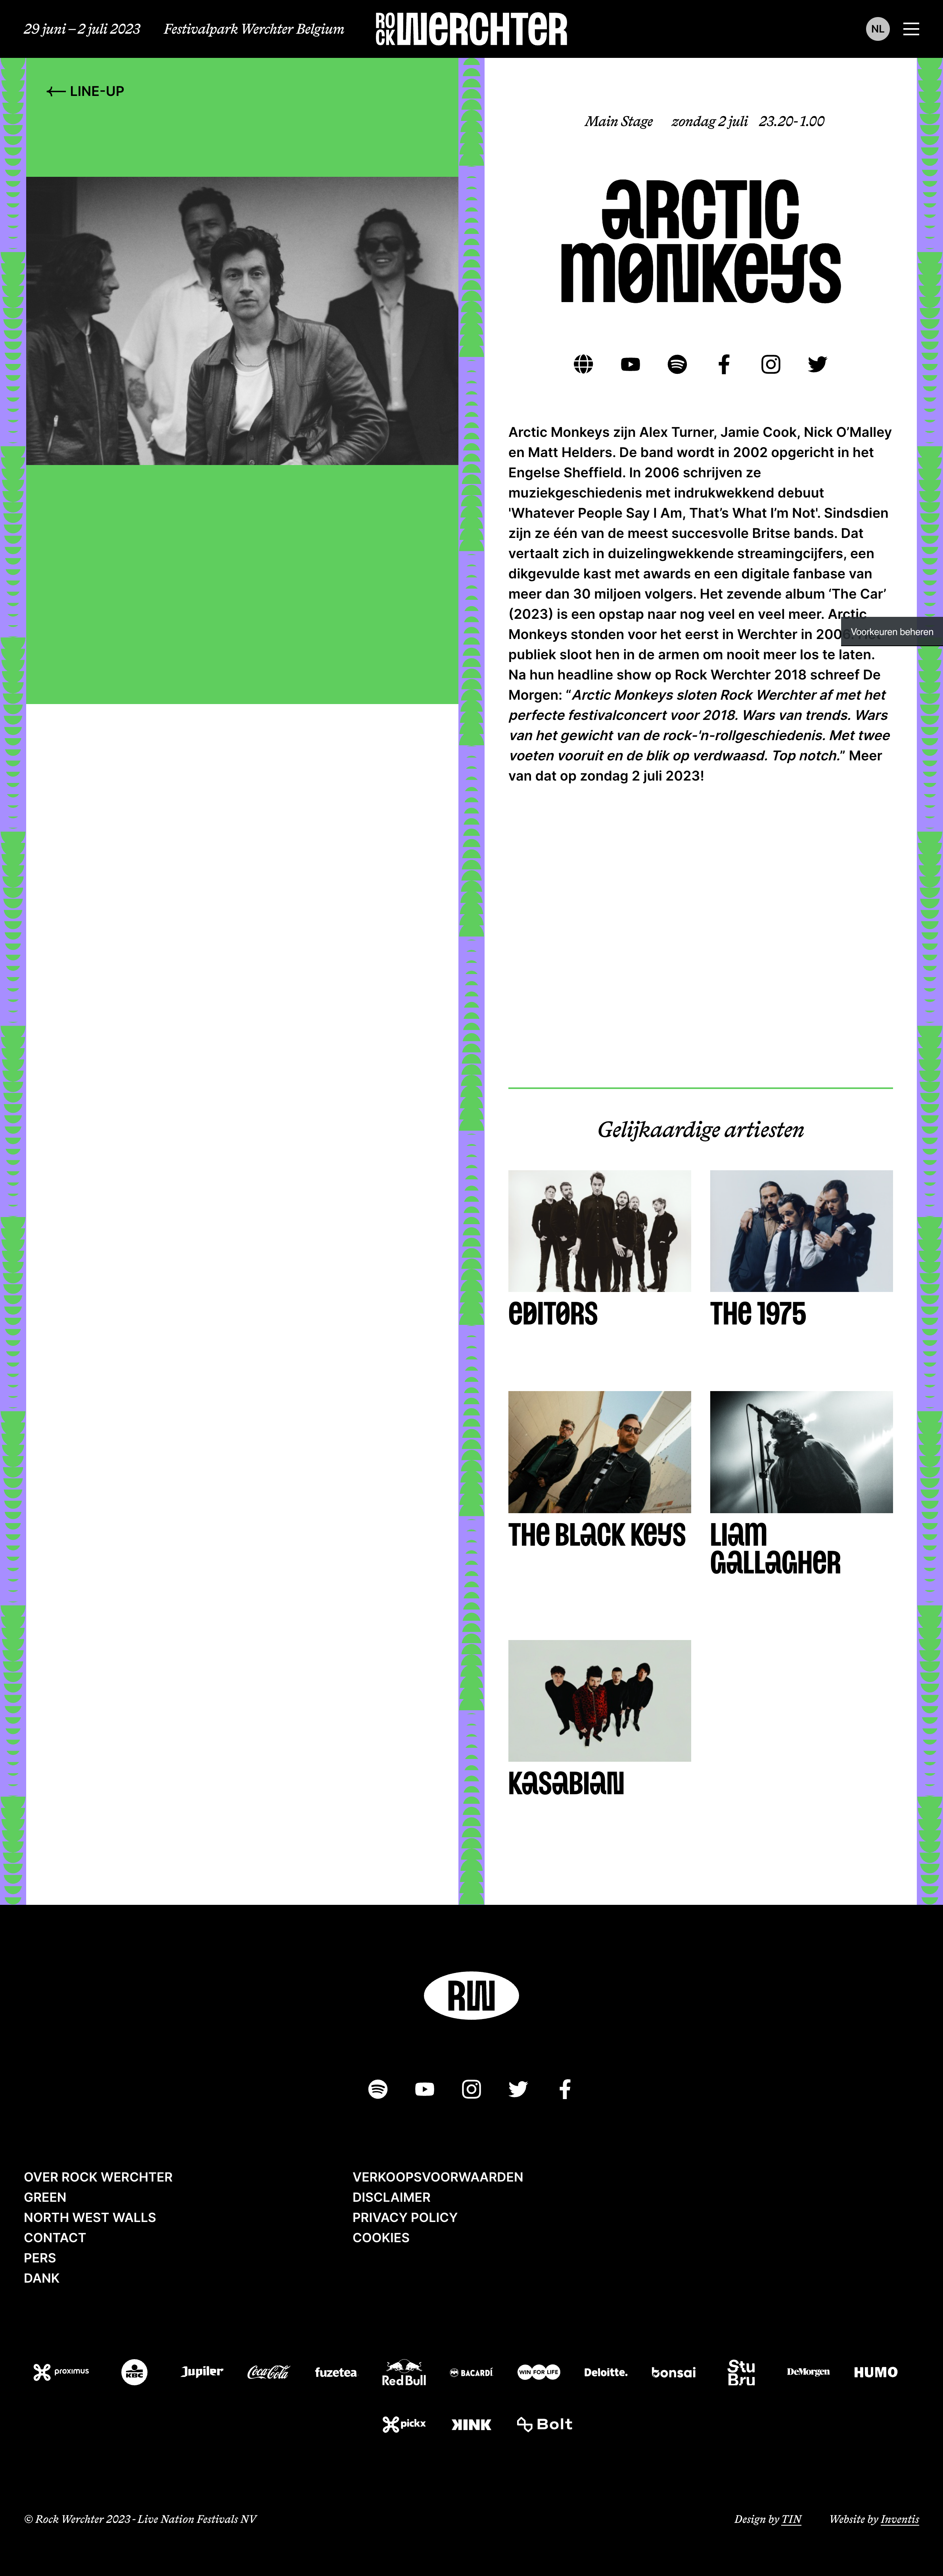 29 juni – 2 juli 2023
Festivalpark Werchter Belgium
ROCK WERCHTER
NL
LINE-UP
Main Stage zondag 2 juli 23.20-1.00
ARCTIC
MONKEYS
Arctic Monkeys zijn Alex Turner, Jamie Cook, Nick O’Malley
en Matt Helders. De band wordt in 2002 opgericht in het
Engelse Sheffield. In 2006 schrijven ze
muziekgeschiedenis met indrukwekkend debuut
'Whatever People Say I Am, That’s What I’m Not'. Sindsdien
zijn ze één van de meest succesvolle Britse bands. Dat
vertaalt zich in duizelingwekkende streamingcijfers, een
dikgevulde kast met awards en een digitale fanbase van
meer dan 30 miljoen volgers. Het zevende album ‘The Car’
(2023) is een opstap naar nog veel en veel meer. Arctic
Monkeys stonden voor het eerst in Werchter in 2006.
Voorkeuren beheren
publiek sloot hen in de armen om nooit meer los te laten.
Na hun headline show op Rock Werchter 2018 schreef De
Morgen: “Arctic Monkeys sloten Rock Werchter af met het
perfecte festivalconcert voor 2018. Wars van trends. Wars
van het gewicht van de rock-'n-rollgeschiedenis. Met twee
voeten vooruit en de blik op verdwaasd. Top notch.” Meer
van dat op zondag 2 juli 2023!
Gelijkaardige artiesten
EDITORS
THE 1975
THE BLACK KEYS
LIAM
GALLAGHER
KASABIAN
RW
OVER ROCK WERCHTER
GREEN
NORTH WEST WALLS
CONTACT
PERS
DANK
VERKOOPSVOORWAARDEN
DISCLAIMER
PRIVACY POLICY
COOKIES
proximus
KBC
Jupiler
Coca-Cola
fuzetea
Red Bull
BACARDÍ
WIN FOR LIFE
Deloitte.
bonsai
Stu
Bru
DeMorgen
HUMO
pickx
KINK
Bolt
© Rock Werchter 2023 - Live Nation Festivals NV
Design by TIN
Website by Inventis